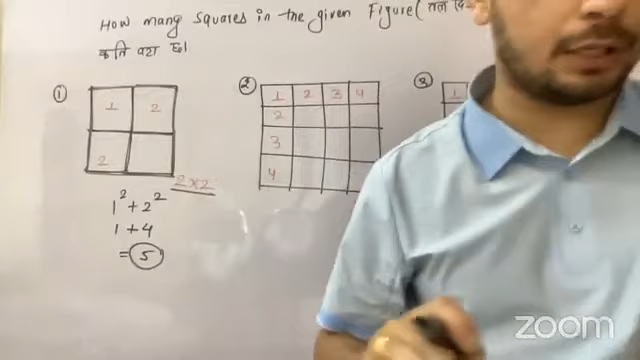 How many squares in the given Figure( तल
कति वटा छ।
① ② ③
1 2
2
1 2 3 4
2
3
4
1
2x2
1² + 2²
1 + 4
= 5
zoom